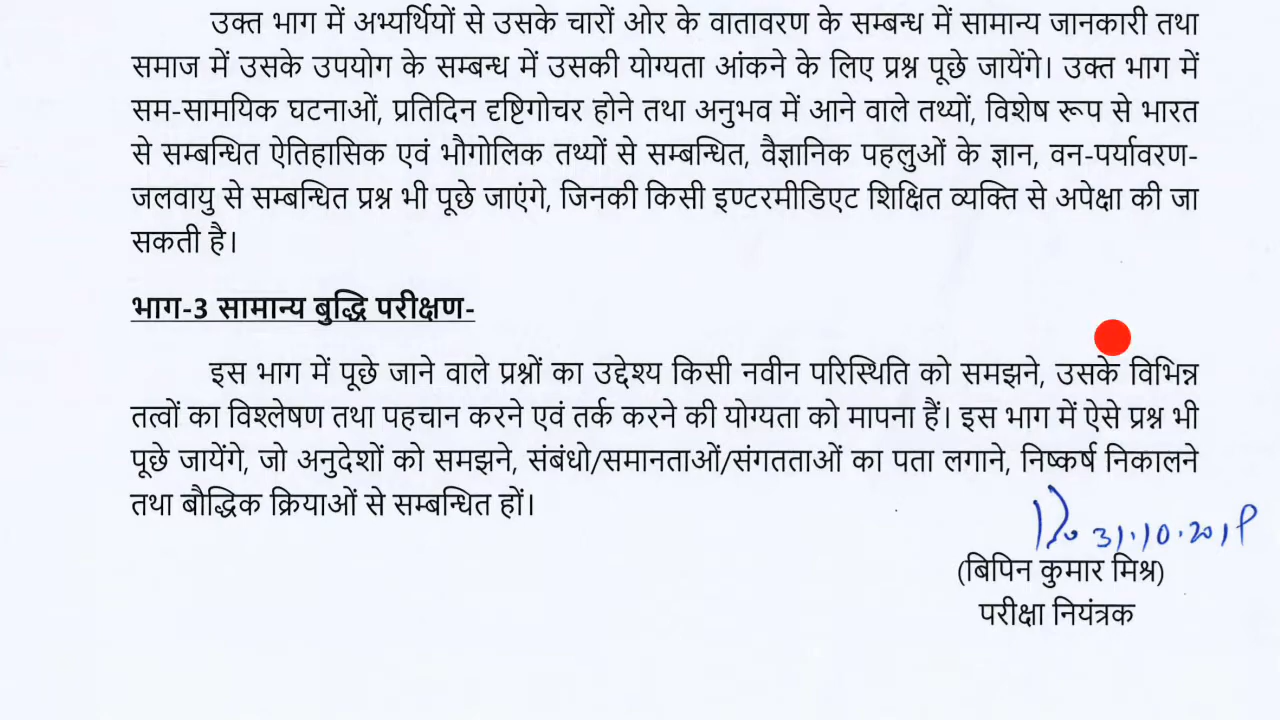 उक्त भाग में अभ्यर्थियों से उसके चारों ओर के वातावरण के सम्बन्ध में सामान्य जानकारी तथा
समाज में उसके उपयोग के सम्बन्ध में उसकी योग्यता आंकने के लिए प्रश्न पूछे जायेंगे। उक्त भाग में
सम-सामयिक घटनाओं, प्रतिदिन दृष्टिगोचर होने तथा अनुभव में आने वाले तथ्यों, विशेष रूप से भारत
से सम्बन्धित ऐतिहासिक एवं भौगोलिक तथ्यों से सम्बन्धित, वैज्ञानिक पहलुओं के ज्ञान, वन-पर्यावरण-
जलवायु से सम्बन्धित प्रश्न भी पूछे जाएंगे, जिनकी किसी इण्टरमीडिएट शिक्षित व्यक्ति से अपेक्षा की जा
सकती है।
भाग-3 सामान्य बुद्धि परीक्षण-
इस भाग में पूछे जाने वाले प्रश्नों का उद्देश्य किसी नवीन परिस्थिति को समझने, उसके विभिन्न
तत्वों का विश्लेषण तथा पहचान करने एवं तर्क करने की योग्यता को मापना हैं। इस भाग में ऐसे प्रश्न भी
पूछे जायेंगे, जो अनुदेशों को समझने, संबंधो/समानताओं/संगतताओं का पता लगाने, निष्कर्ष निकालने
तथा बौद्धिक क्रियाओं से सम्बन्धित हों।
31.10.2019
(बिपिन कुमार मिश्र)
परीक्षा नियंत्रक